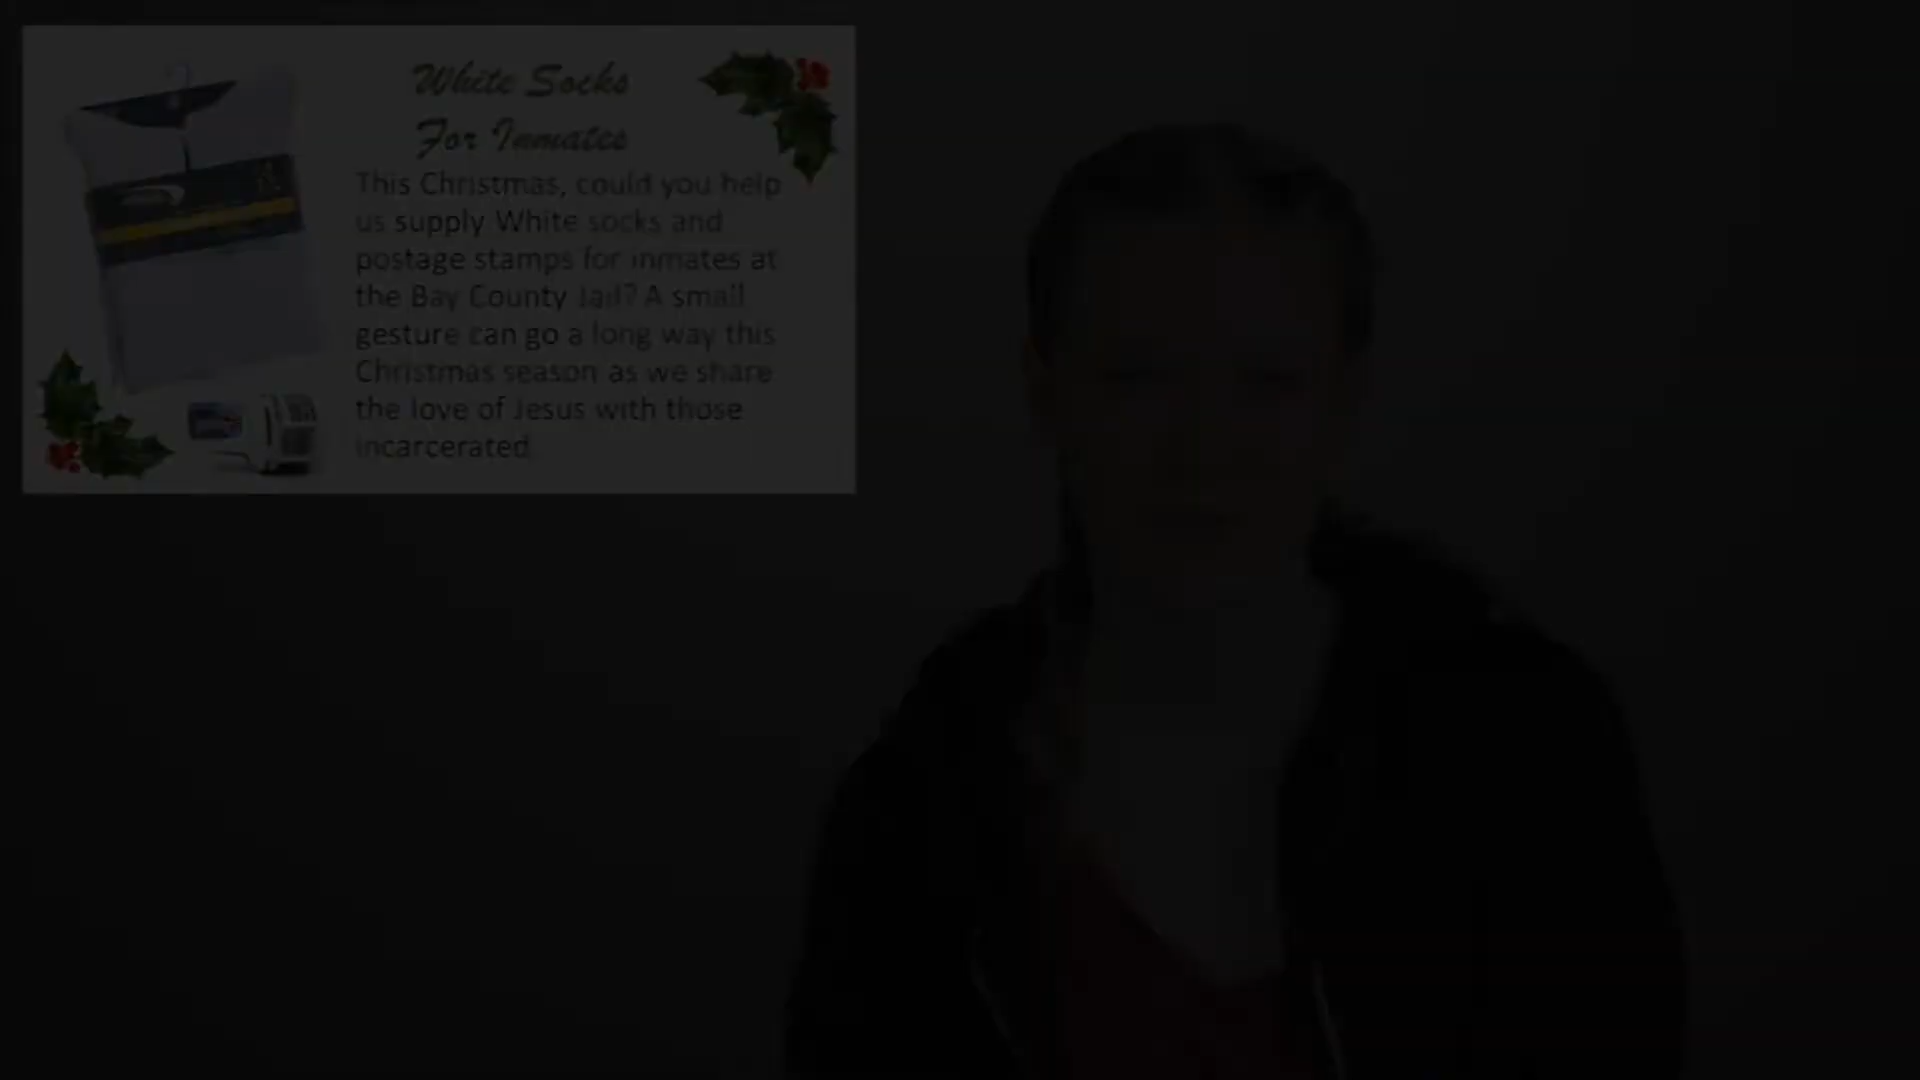 White Socks
For Inmates
This Christmas, could you help
us supply White socks and
postage stamps for inmates at
the Bay County Jail? A small
gesture can go a long way this
Christmas season as we share
the love of Jesus with those
incarcerated.